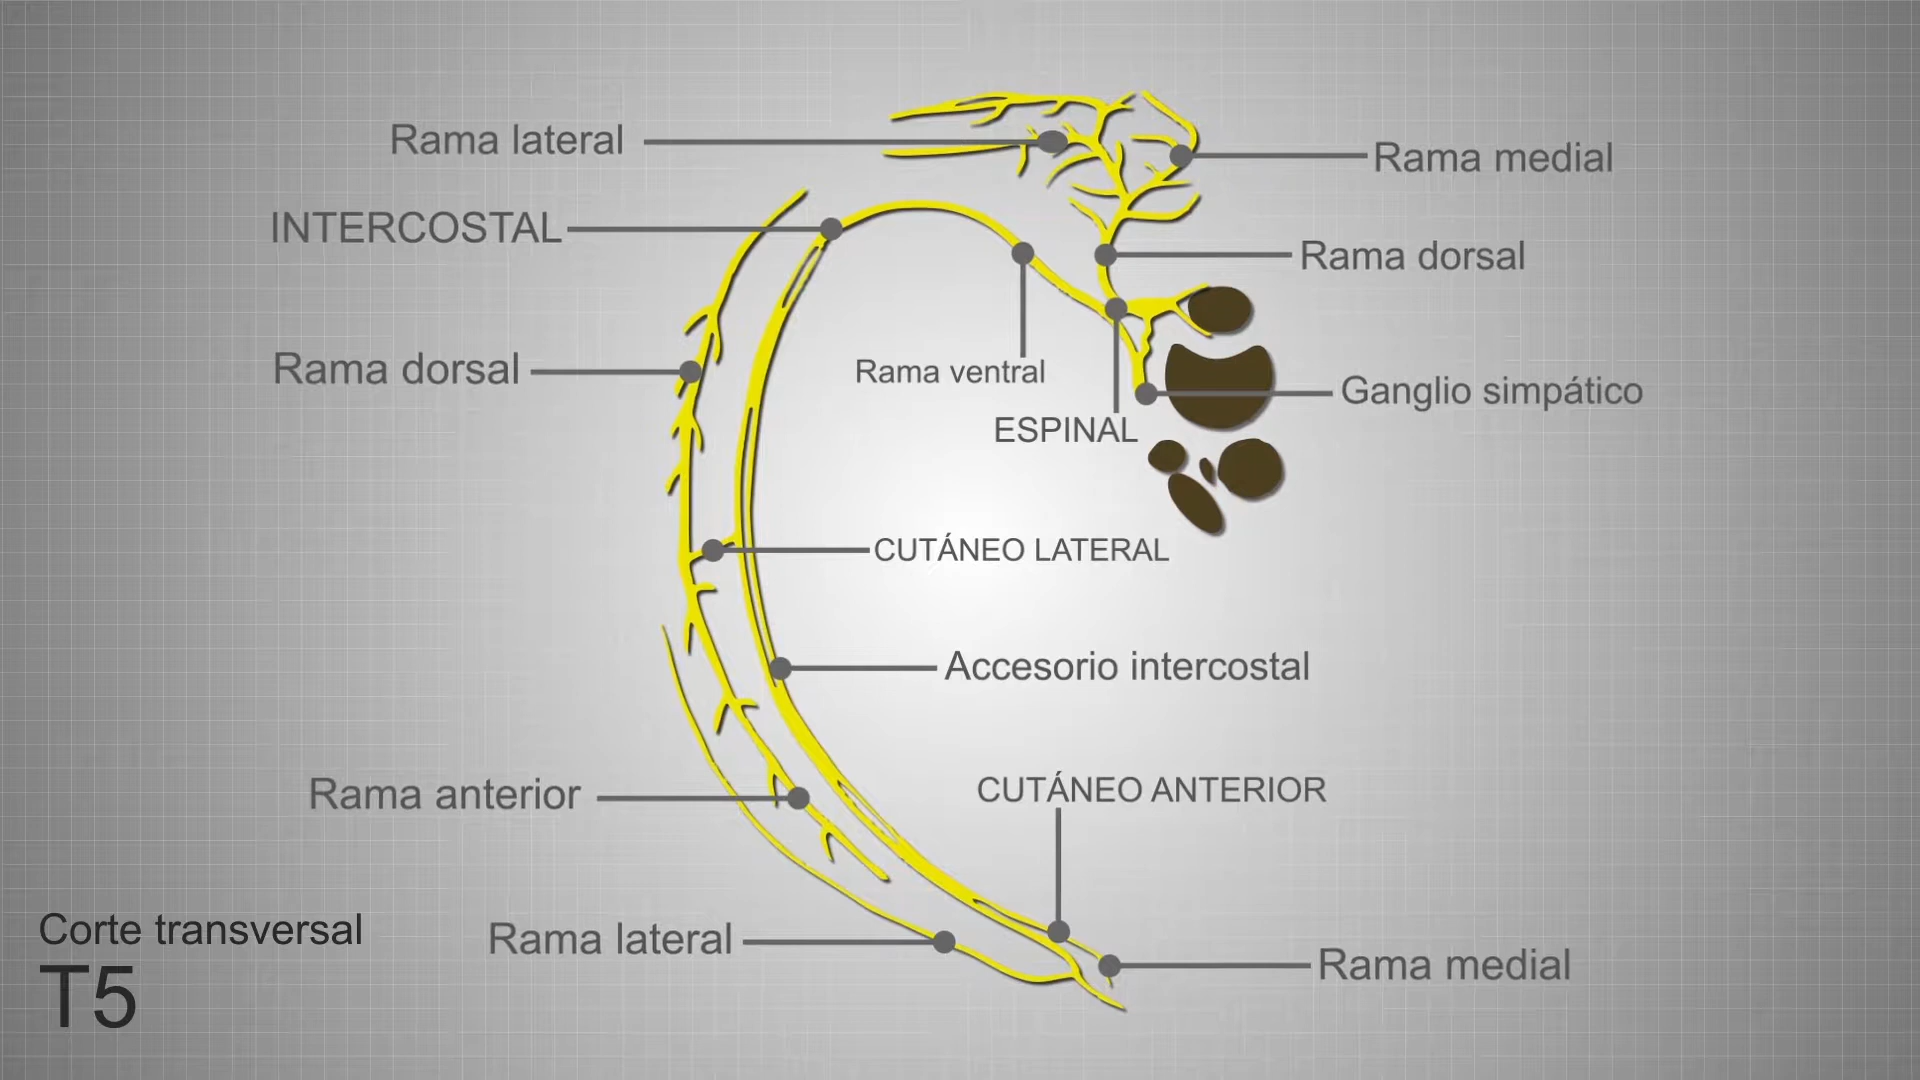 Rama lateral
Rama medial
INTERCOSTAL
Rama dorsal
Rama dorsal
Rama ventral
Ganglio simpático
ESPINAL
CUTÁNEO LATERAL
Accesorio intercostal
Rama anterior
CUTÁNEO ANTERIOR
Rama lateral
Rama medial
Corte transversal
T5